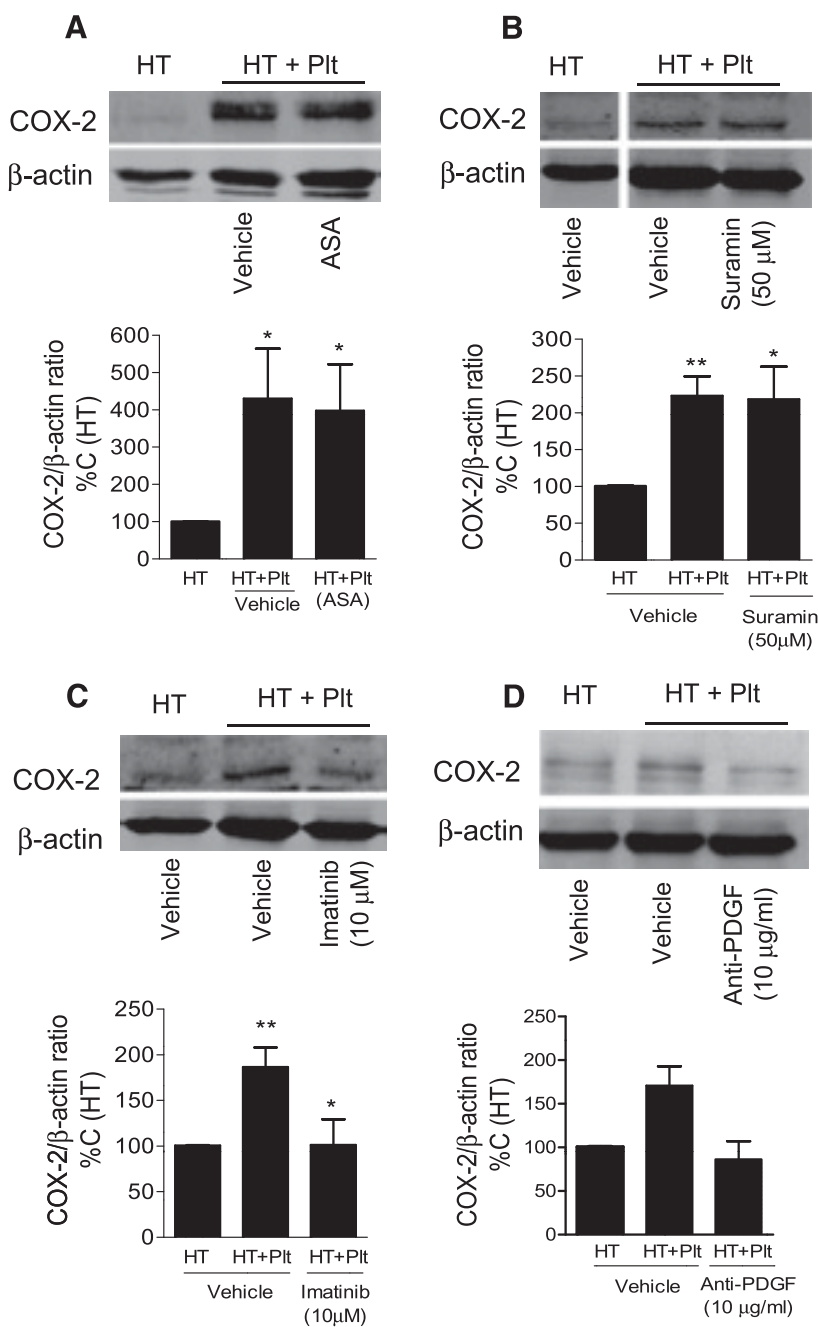 A
HT
HT + Plt
COX-2
β-actin
Vehicle
ASA
COX-2/β-actin ratio
%C (HT)
600
500
400
300
200
100
0
*
*
HT
HT+Plt
HT+Plt
Vehicle
(ASA)
B
HT
HT + Plt
COX-2
β-actin
Vehicle
Vehicle
Suramin
(50 μM)
COX-2/β-actin ratio
%C (HT)
300
250
200
150
100
50
0
**
*
HT
HT+Plt
HT+Plt
Vehicle
Suramin
(50μM)
C
HT
HT + Plt
COX-2
β-actin
Vehicle
Vehicle
Imatinib
(10 μM)
COX-2/β-actin ratio
%C (HT)
250
200
150
100
50
0
**
*
HT
HT+Plt
HT+Plt
Vehicle
Imatinib
(10μM)
D
HT
HT + Plt
COX-2
β-actin
Vehicle
Vehicle
Anti-PDGF
(10 μg/ml)
COX-2/β-actin ratio
%C (HT)
250
200
150
100
50
0
HT
HT+Plt
HT+Plt
Vehicle
Anti-PDGF
(10 μg/ml)